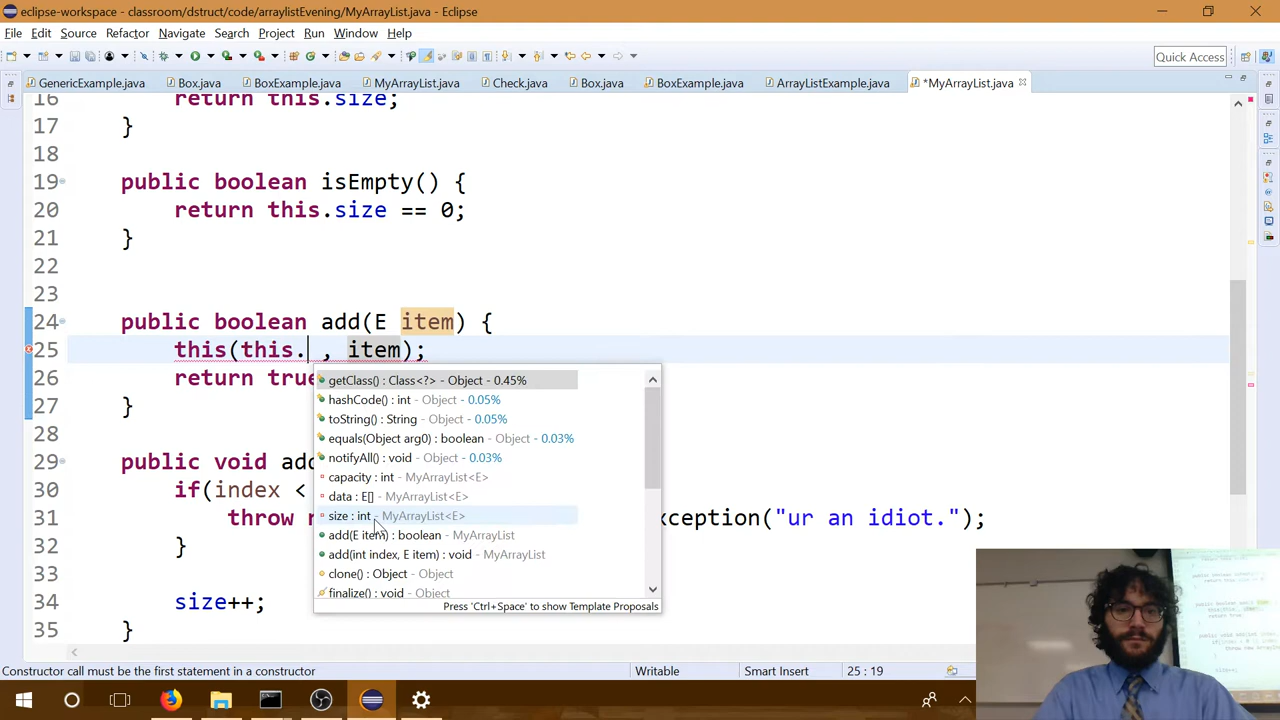 eclipse-workspace - classroom/dstruct/code/arraylistEvening/MyArrayList.java - Eclipse
File Edit Source Refactor Navigate Search Project Run Window Help
Quick Access
GenericExample.java Box.java BoxExample.java MyArrayList.java Check.java Box.java BoxExample.java ArrayListExample.java *MyArrayList.java
16 return this.size;
17 }
18
19 public boolean isEmpty() {
20 return this.size == 0;
21 }
22
23
24 public boolean add(E item) {
25 this(this. , item);
26 return true
27 }
28
29 public void add
30 if(index <
31 throw n xception("ur an idiot.");
32 }
33
34 size++;
35 }
getClass() : Class<?> - Object - 0.45%
hashCode() : int - Object - 0.05%
toString() : String - Object - 0.05%
equals(Object arg0) : boolean - Object - 0.03%
notifyAll() : void - Object - 0.03%
capacity : int - MyArrayList<E>
data : E[] - MyArrayList<E>
size : int - MyArrayList<E>
add(E item) : boolean - MyArrayList
add(int index, E item) : void - MyArrayList
clone() : Object - Object
finalize() : void - Object
Press 'Ctrl+Space' to show Template Proposals
Constructor call must be the first statement in a constructor Writable Smart Insert 25 : 19